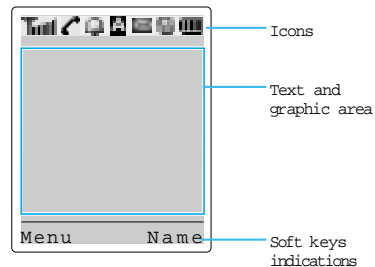 Icons
Text and
graphic area
Menu Name
Soft keys
indications